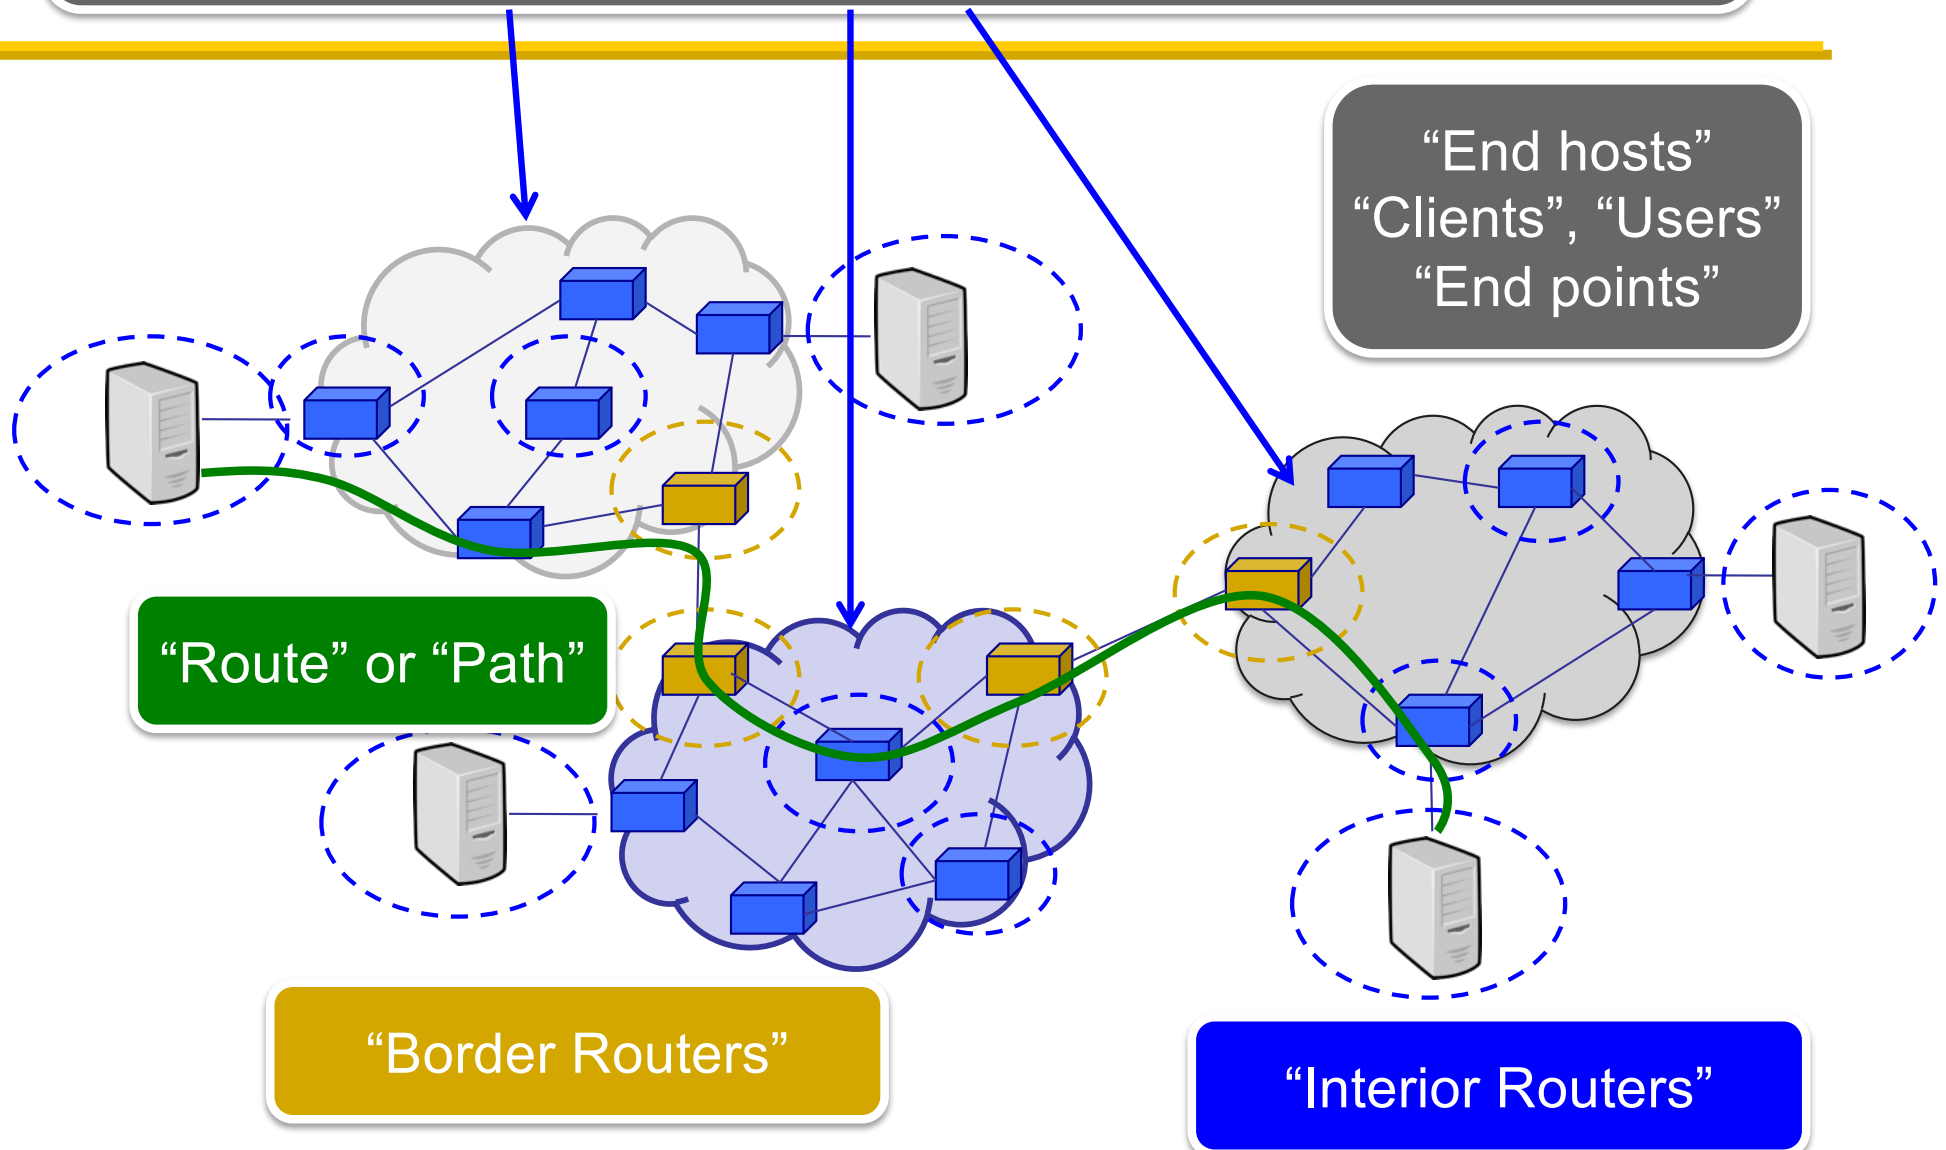 “End hosts”
“Clients”, “Users”
“End points”
“Route” or “Path”
“Border Routers”
“Interior Routers”